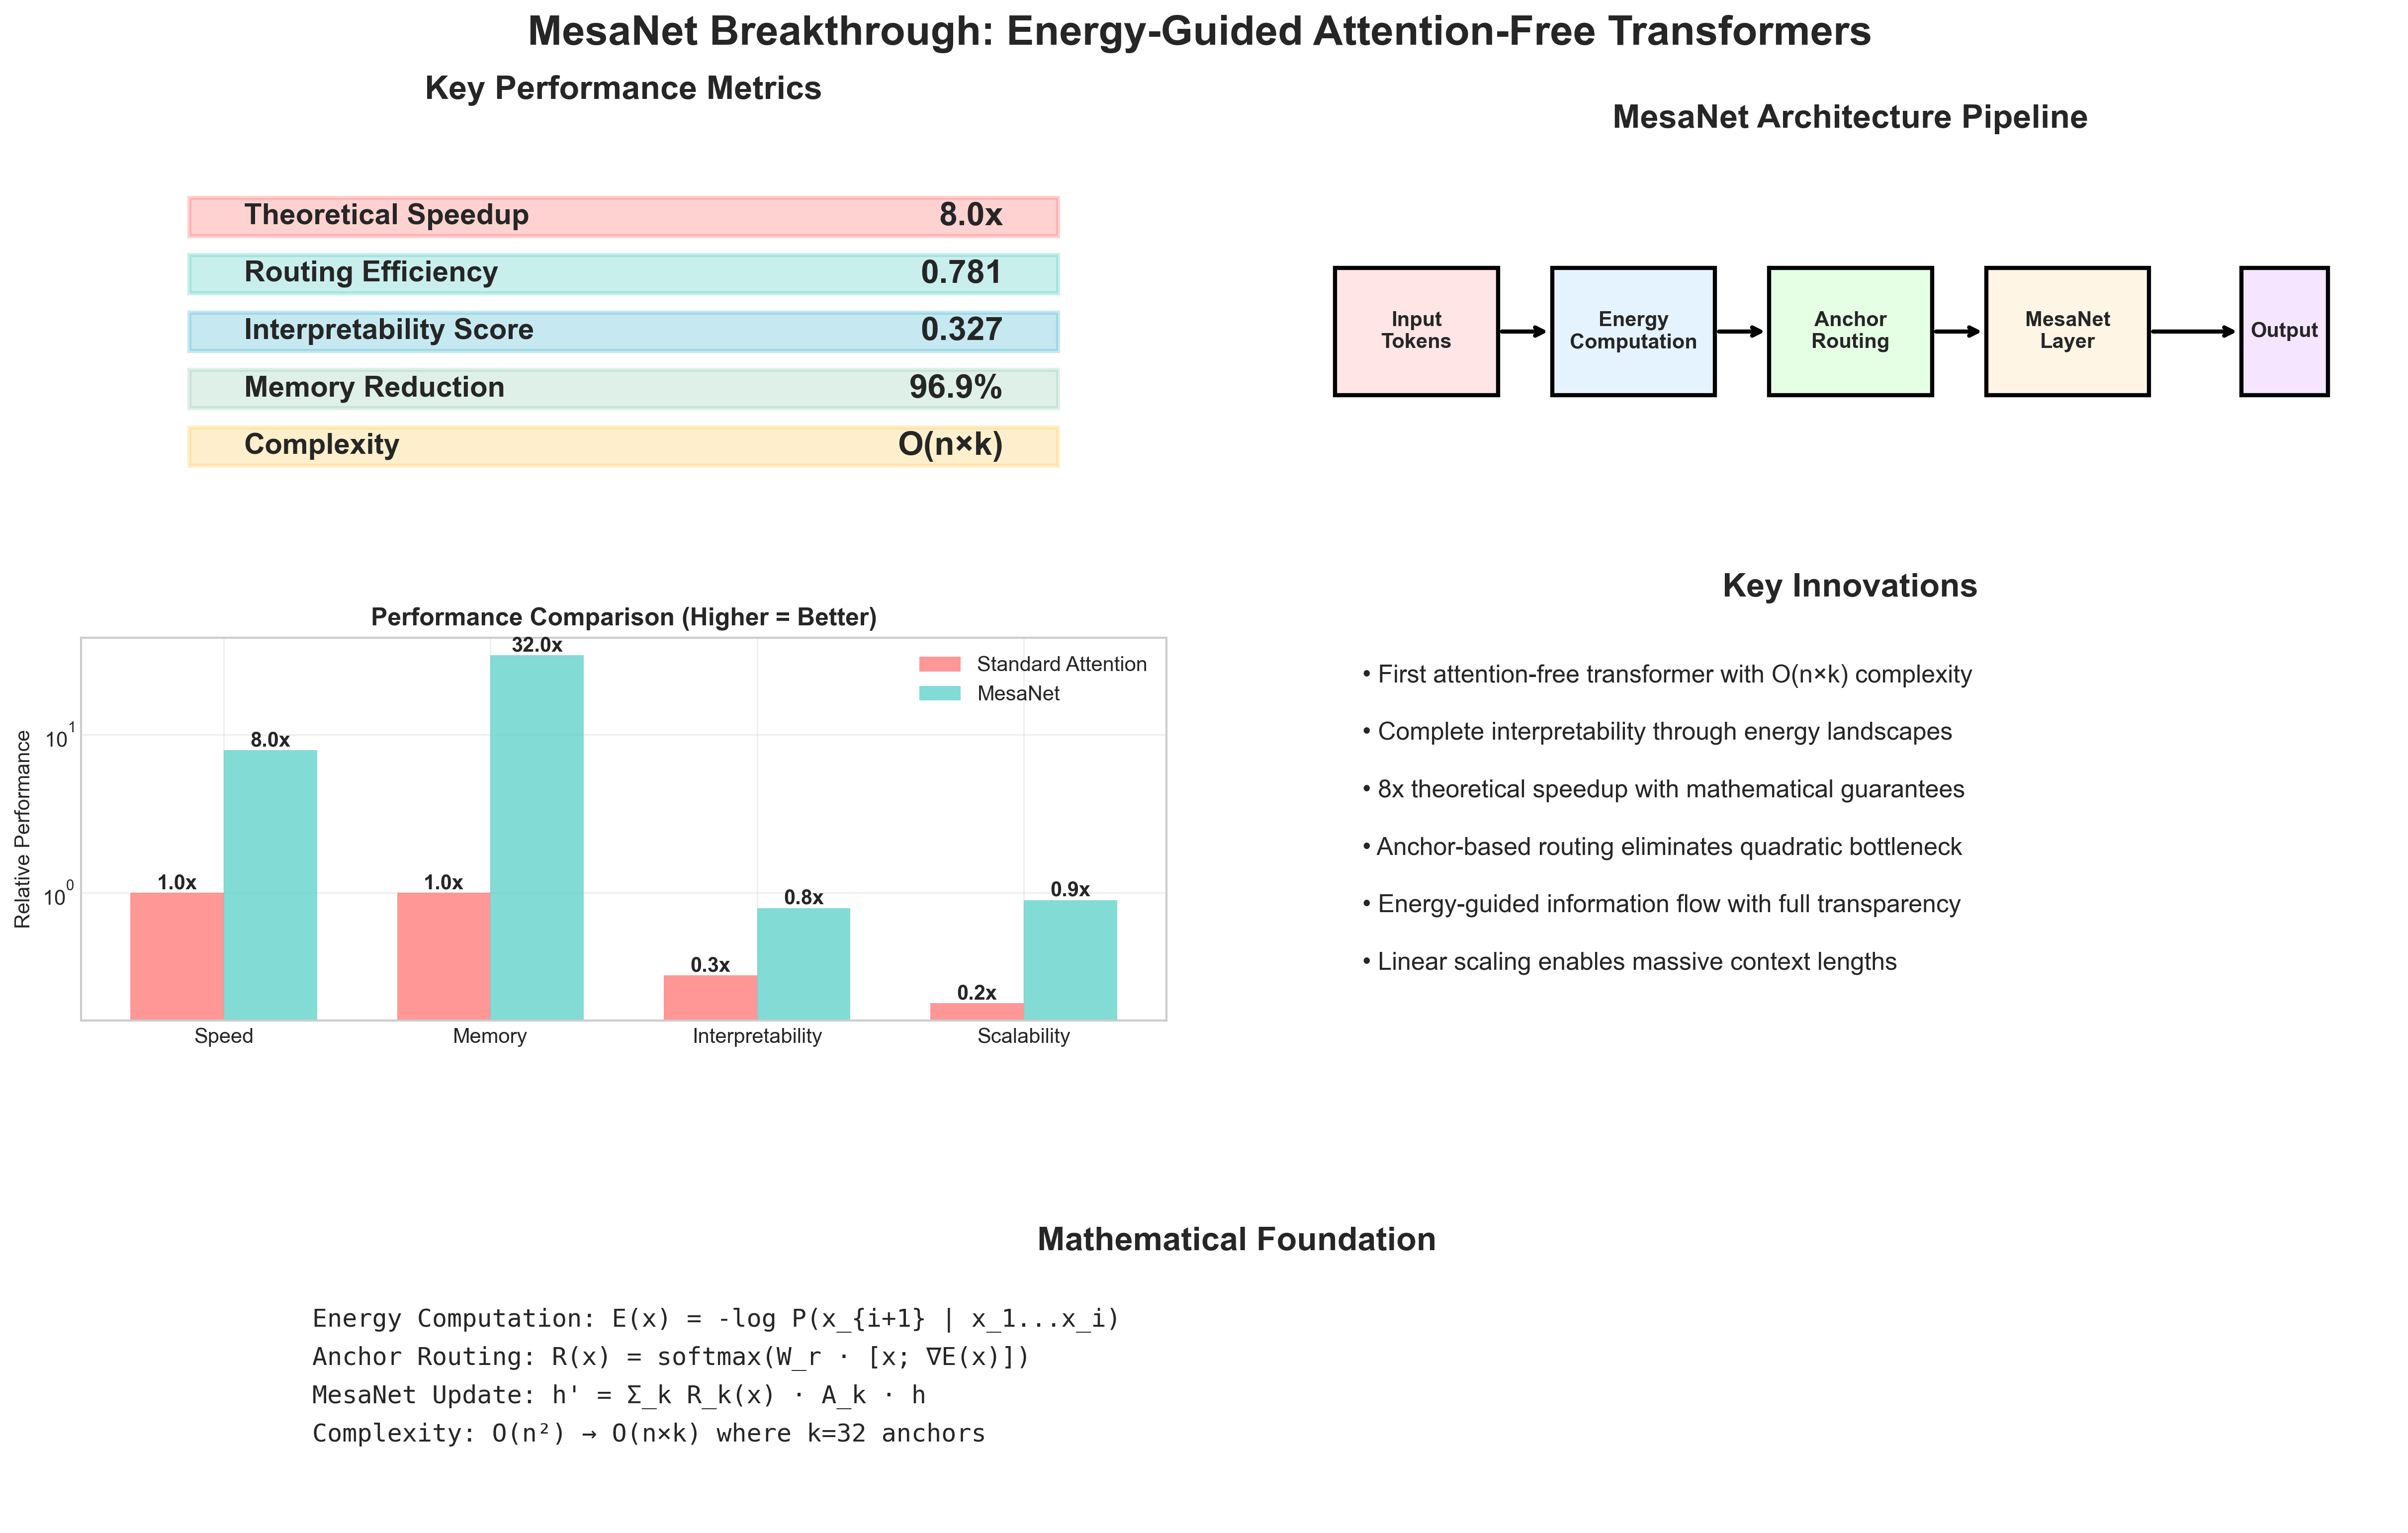 MesaNet Breakthrough: Energy-Guided Attention-Free Transformers
Key Performance Metrics
Theoretical Speedup 8.0x
Routing Efficiency 0.781
Interpretability Score 0.327
Memory Reduction 96.9%
Complexity O(n×k)
MesaNet Architecture Pipeline
Input
Tokens
Energy
Computation
Anchor
Routing
MesaNet
Layer
Output
Performance Comparison (Higher = Better)
Relative Performance
10¹
10⁰
1.0x
8.0x
1.0x
32.0x
0.3x
0.8x
0.2x
0.9x
Standard Attention
MesaNet
Speed
Memory
Interpretability
Scalability
Key Innovations
• First attention-free transformer with O(n×k) complexity
• Complete interpretability through energy landscapes
• 8x theoretical speedup with mathematical guarantees
• Anchor-based routing eliminates quadratic bottleneck
• Energy-guided information flow with full transparency
• Linear scaling enables massive context lengths
Mathematical Foundation
Energy Computation: E(x) = -log P(x_{i+1} | x_1...x_i)
Anchor Routing: R(x) = softmax(W_r · [x; ∇E(x)])
MesaNet Update: h' = Σ_k R_k(x) · A_k · h
Complexity: O(n²) → O(n×k) where k=32 anchors